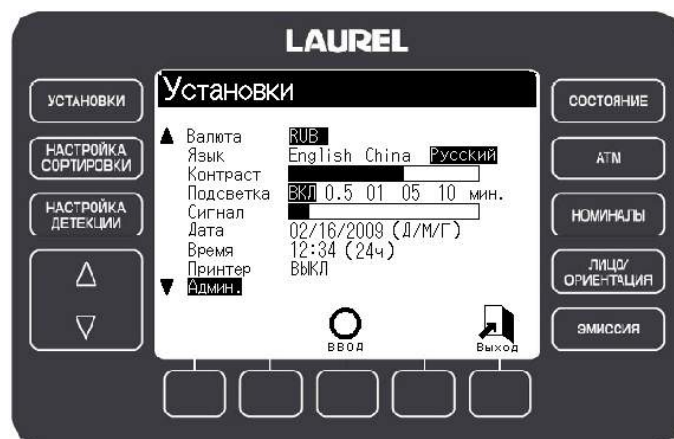 LAUREL
УСТАНОВКИ
НАСТРОЙКА
СОРТИРОВКИ
НАСТРОЙКА
ДЕТЕКЦИИ
Установки
Валюта RUB
Язык English China Русский
Контраст
Подсветка ВКЛ 0.5 01 05 10 мин.
Сигнал
Дата 02/16/2009 (Д/М/Г)
Время 12:34 (24ч)
Принтер ВЫКЛ
Админ.
ВВОД
Выход
СОСТОЯНИЕ
ATM
НОМИНАЛЫ
ЛИЦО/
ОРИЕНТАЦИЯ
ЭМИССИЯ